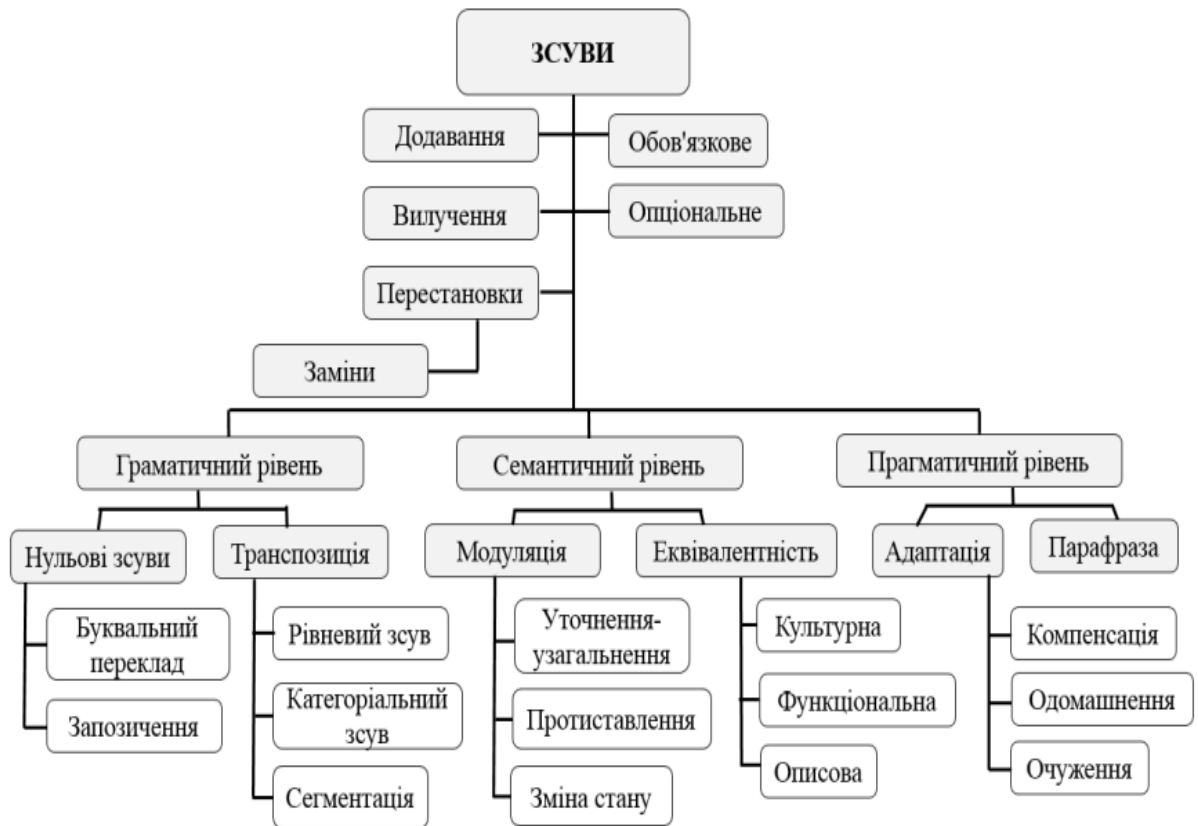 ЗСУВИ
Додавання
Обов'язкове
Вилучення
Опціональне
Перестановки
Заміни
Граматичний рівень
Семантичний рівень
Прагматичний рівень
Нульові зсуви
Транспозиція
Модуляція
Еквівалентність
Адаптація
Парафраза
Буквальний
переклад
Запозичення
Рівневий зсув
Категоріальний
зсув
Сегментація
Уточнення-
узагальнення
Протиставлення
Зміна стану
Культурна
Функціональна
Описова
Компенсація
Одомашнення
Очуження